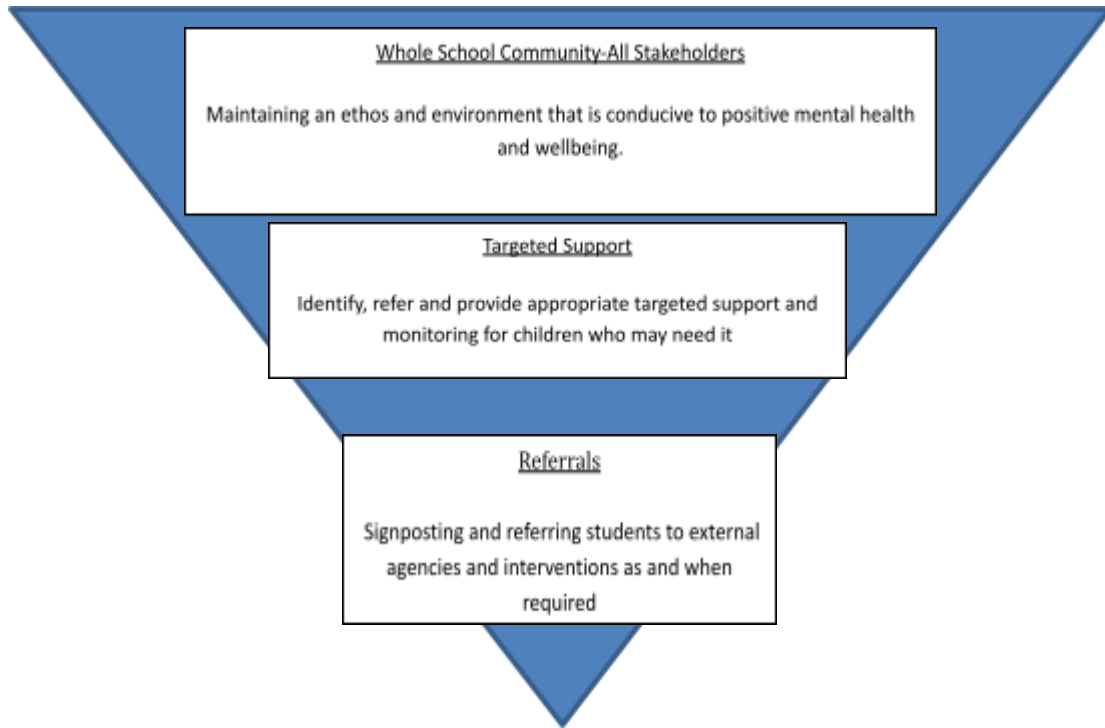 Whole School Community-All Stakeholders
Maintaining an ethos and environment that is conducive to positive mental health
and wellbeing.
Targeted Support
Identify, refer and provide appropriate targeted support and
monitoring for children who may need it
Referrals
Signposting and referring students to external
agencies and interventions as and when
required